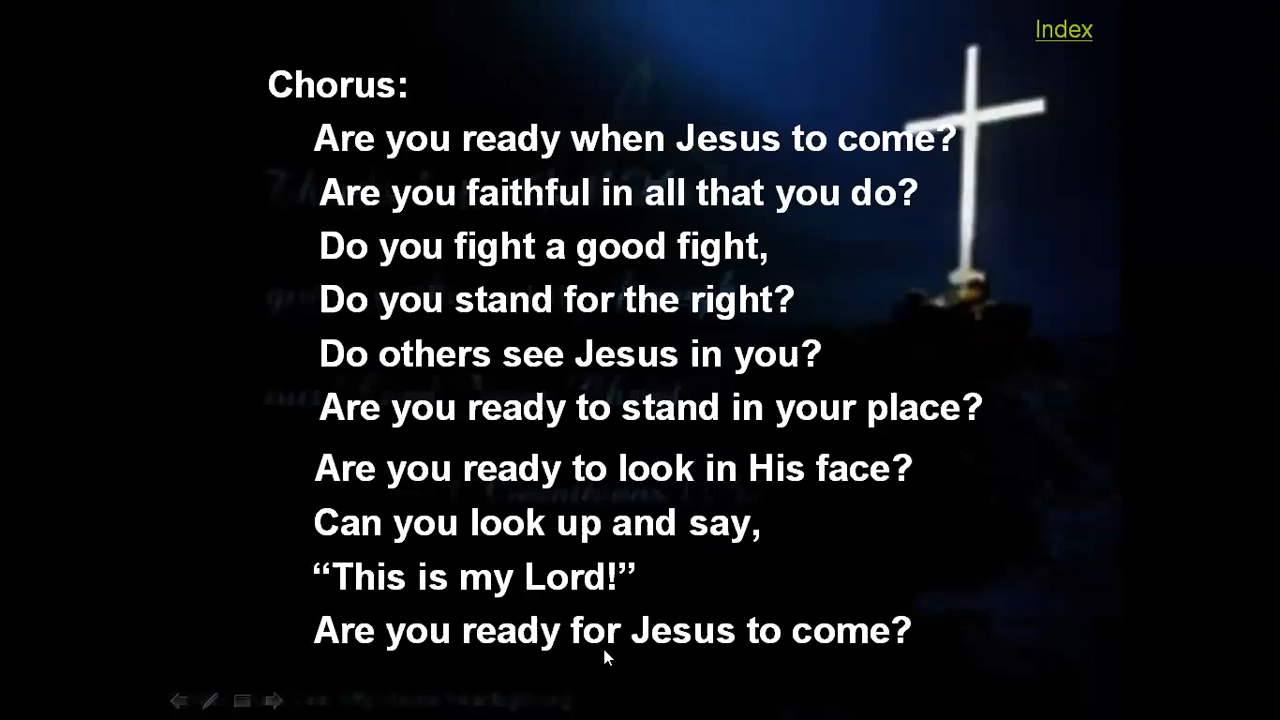 Index
Chorus:
Are you ready when Jesus to come?
Are you faithful in all that you do?
Do you fight a good fight,
Do you stand for the right?
Do others see Jesus in you?
Are you ready to stand in your place?
Are you ready to look in His face?
Can you look up and say,
“This is my Lord!”
Are you ready for Jesus to come?